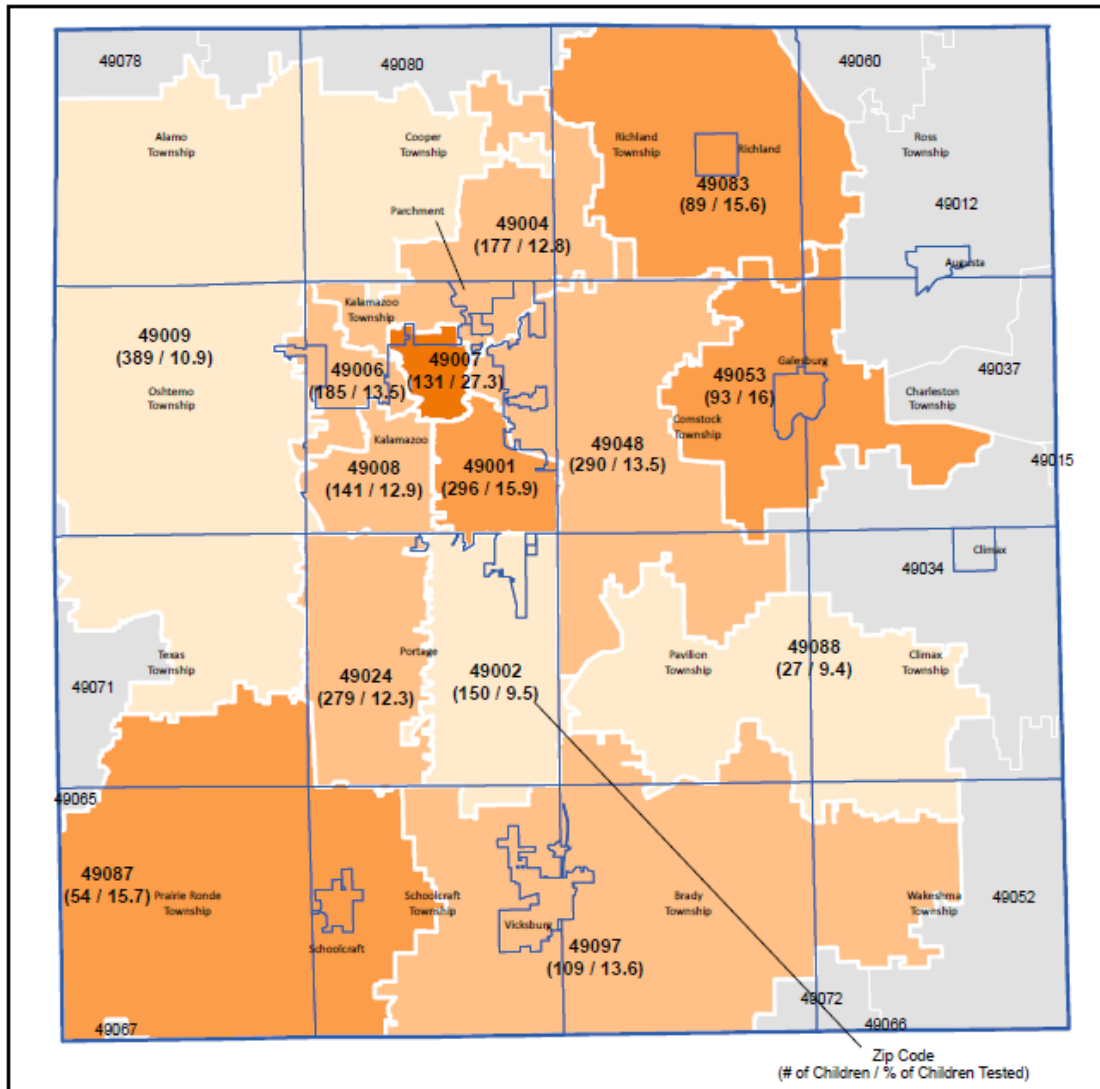 49078
49080
49060
Alamo
Township
Cooper
Township
Richland
Township
Richland
Ross
Township
49083
(89 / 15.6)
49012
Parchment
49004
(177 / 12.8)
Augusta
Kalamazoo
Township
49009
(389 / 10.9)
Oshtemo
Township
49006
(185 / 13.5)
49007
(131 / 27.3)
Galesburg
49053
(93 / 16)
49037
Charleston
Township
Comstock
Township
Kalamazoo
49008
(141 / 12.9)
49001
(296 / 15.9)
49048
(290 / 13.5)
49015
Climax
49034
Texas
Township
49071
Portage
49024
(279 / 12.3)
49002
(150 / 9.5)
Pavilion
Township
49088
(27 / 9.4)
Climax
Township
49065
49087
(54 / 15.7)
Prairie Ronde
Township
Schoolcraft
Schoolcraft
Township
Vicksburg
49097
(109 / 13.6)
Brady
Township
Wakeshma
Township
49052
49067
49072
49066
Zip Code
(# of Children / % of Children Tested)